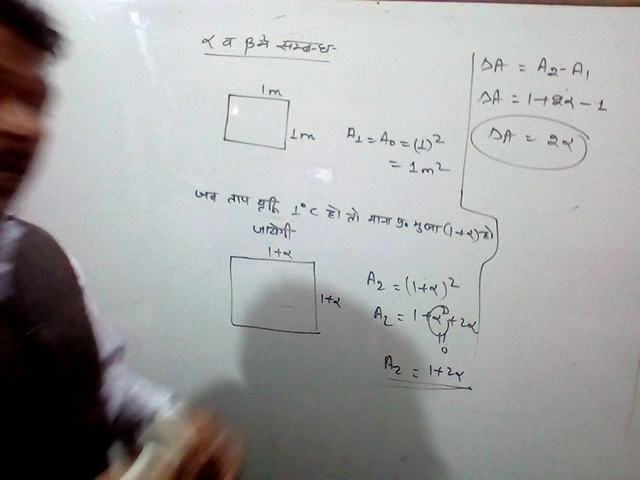 α व β में सम्बन्ध-
1m
1m
A₁ = A₀ = (1)²
= 1m²
जब ताप वृद्धि 1°C हो तो माना प्र० भुजा (1+α) हो
जायेगी
1+α
1+α
A₂ = (1+α)²
A₂ = 1+α²+2α
0
A₂ = 1+2α
ΔA = A₂-A₁
ΔA = 1+2α-1
ΔA = 2α